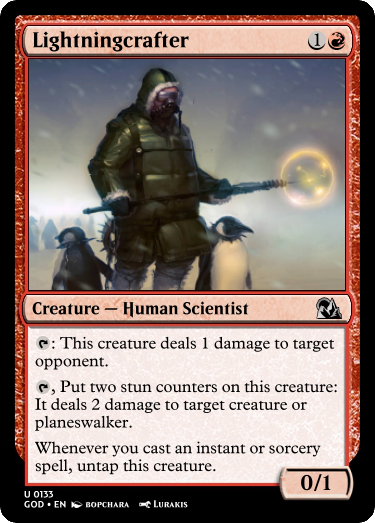 Lightningcrafter 1
Creature — Human Scientist
: This creature deals 1 damage to target
opponent.
, Put two stun counters on this creature:
It deals 2 damage to target creature or
planeswalker.
Whenever you cast an instant or sorcery
spell, untap this creature.
0/1
U 0133
GOD • EN BOPCHARA LURAKIS